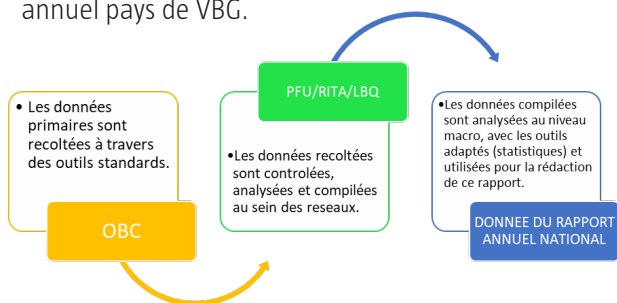 annuel pays de VBG.
• Les données
primaires sont
recoltées à travers
des outils standards.
OBC
PFU/RITA/LBQ
•Les données recoltées
sont controlées,
analysées et compilées
au sein des reseaux.
•Les données compilées
sont analysées au niveau
macro, avec les outils
adaptés (statistiques) et
utilisées pour la rédaction
de ce rapport.
DONNEE DU RAPPORT
ANNUEL NATIONAL